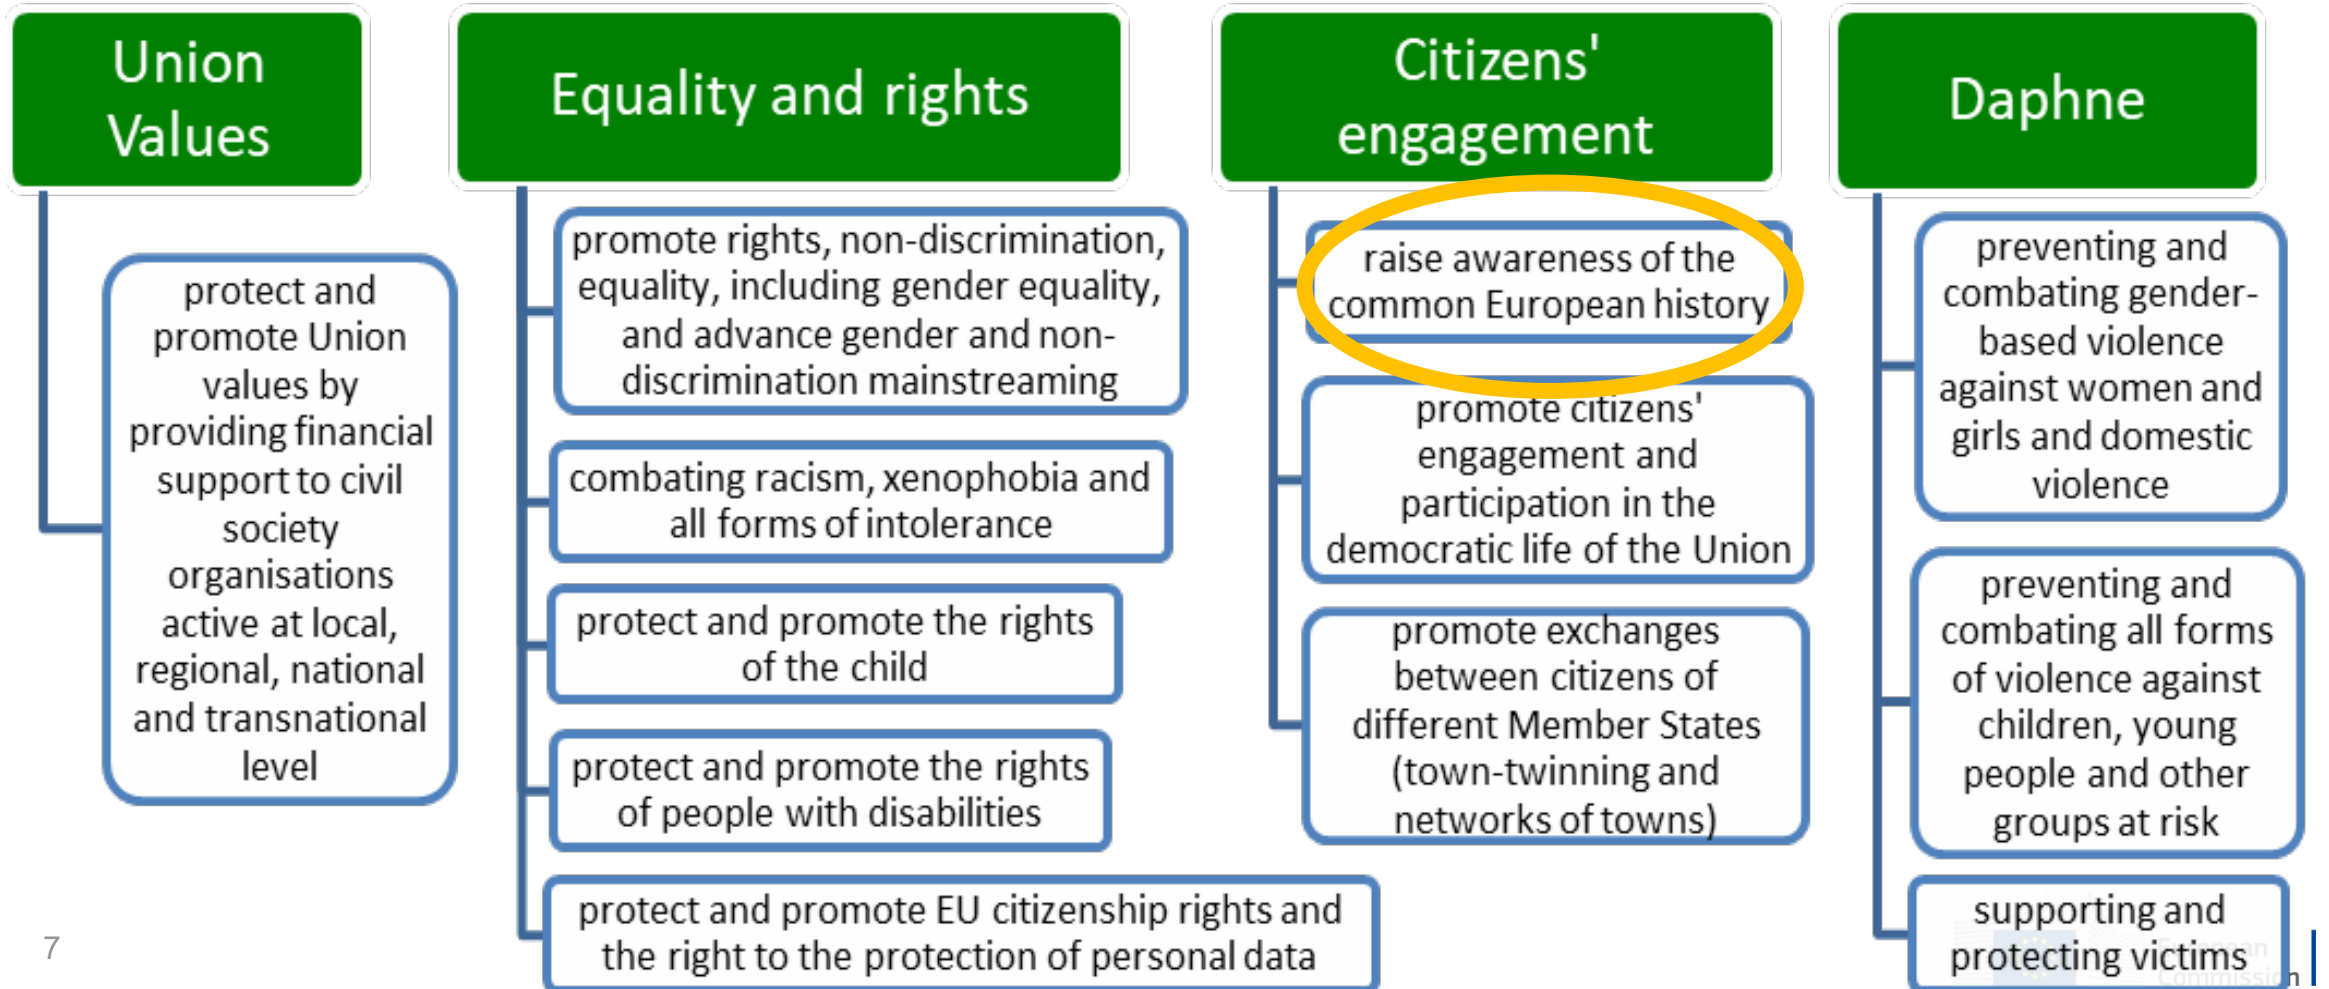 Union
Values
protect and
promote Union
values by
providing financial
support to civil
society
organisations
active at local,
regional, national
and transnational
level
Equality and rights
promote rights, non-discrimination,
equality, including gender equality,
and advance gender and non-
discrimination mainstreaming
combating racism, xenophobia and
all forms of intolerance
protect and promote the rights
of the child
protect and promote the rights
of people with disabilities
protect and promote EU citizenship rights and
the right to the protection of personal data
Citizens'
engagement
raise awareness of the
common European history
promote citizens'
engagement and
participation in the
democratic life of the Union
promote exchanges
between citizens of
different Member States
(town-twinning and
networks of towns)
Daphne
preventing and
combating gender-
based violence
against women and
girls and domestic
violence
preventing and
combating all forms
of violence against
children, young
people and other
groups at risk
supporting and
protecting victims
European
Commission
7